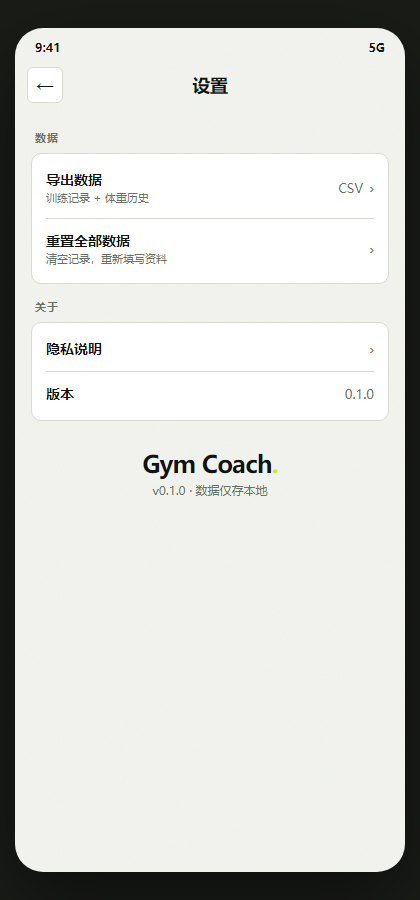 9:41 5G
← 设置
数据
导出数据
训练记录 + 体重历史
CSV ›
重置全部数据
清空记录，重新填写资料
›
关于
隐私说明 ›
版本 0.1.0
Gym Coach.
v0.1.0 · 数据仅存本地